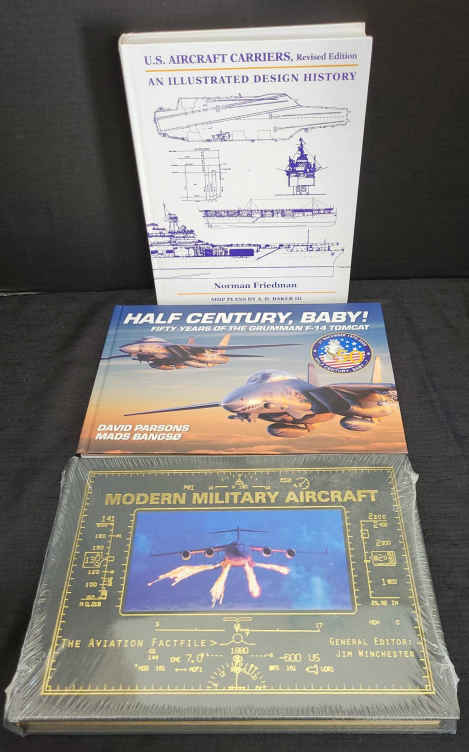 U.S. AIRCRAFT CARRIERS, Revised Edition
AN ILLUSTRATED DESIGN HISTORY
Norman Friedman
SHIP PLANS BY A. D. BAKER III
HALF CENTURY, BABY!
FIFTY-YEARS OF THE GRUMMAN F-14 TOMCAT
DAVID PARSONS
MADS BANGSØ
MODERN MILITARY AIRCRAFT
THE AVIATION FACTFILE
GENERAL EDITOR:
JIM WINCHESTER